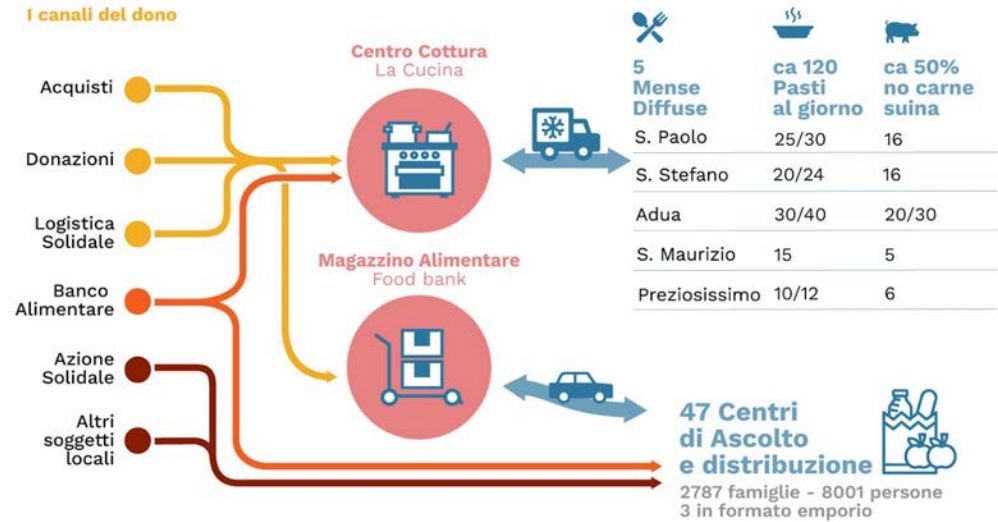 I canali del dono
Acquisti
Donazioni
Logistica
Solidale
Banco
Alimentare
Azione
Solidale
Altri
soggetti
locali
Centro Cottura
La Cucina
Magazzino Alimentare
Food bank
5
Mense
Diffuse
ca 120
Pasti
al giorno
ca 50%
no carne
suina
S. Paolo 25/30 16
S. Stefano 20/24 16
Adua 30/40 20/30
S. Maurizio 15 5
Preziosissimo 10/12 6
47 Centri
di Ascolto
e distribuzione
2787 famiglie - 8001 persone
3 in formato emporio